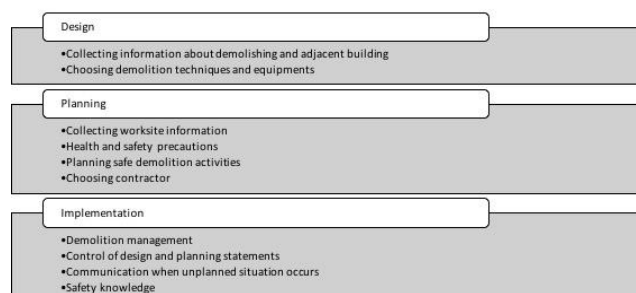 Design
•Collecting information about demolishing and adjacent building
•Choosing demolition techniques and equipments
Planning
•Collecting worksite information
•Health and safety precautions
•Planning safe demolition activities
•Choosing contractor
Implementation
•Demolition management
•Control of design and planning statements
•Communication when unplanned situation occurs
•Safety knowledge